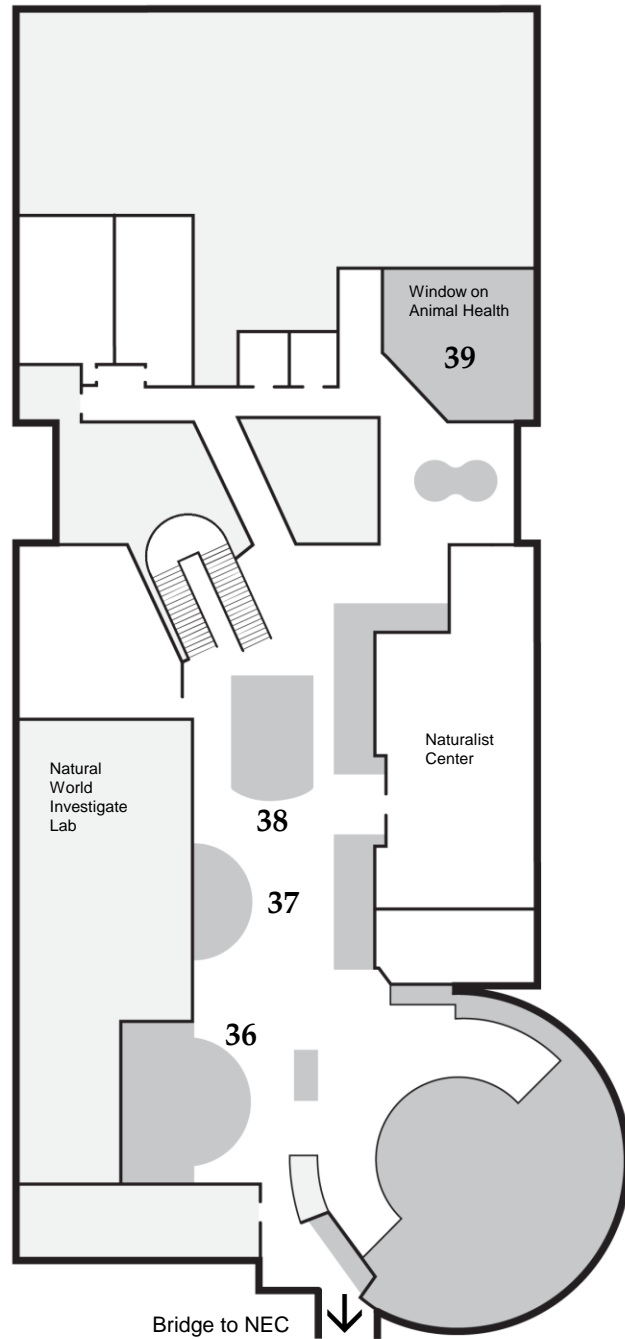 Window on
Animal Health
39
Naturalist
Center
Natural
World
Investigate
Lab
38
37
36
Bridge to NEC